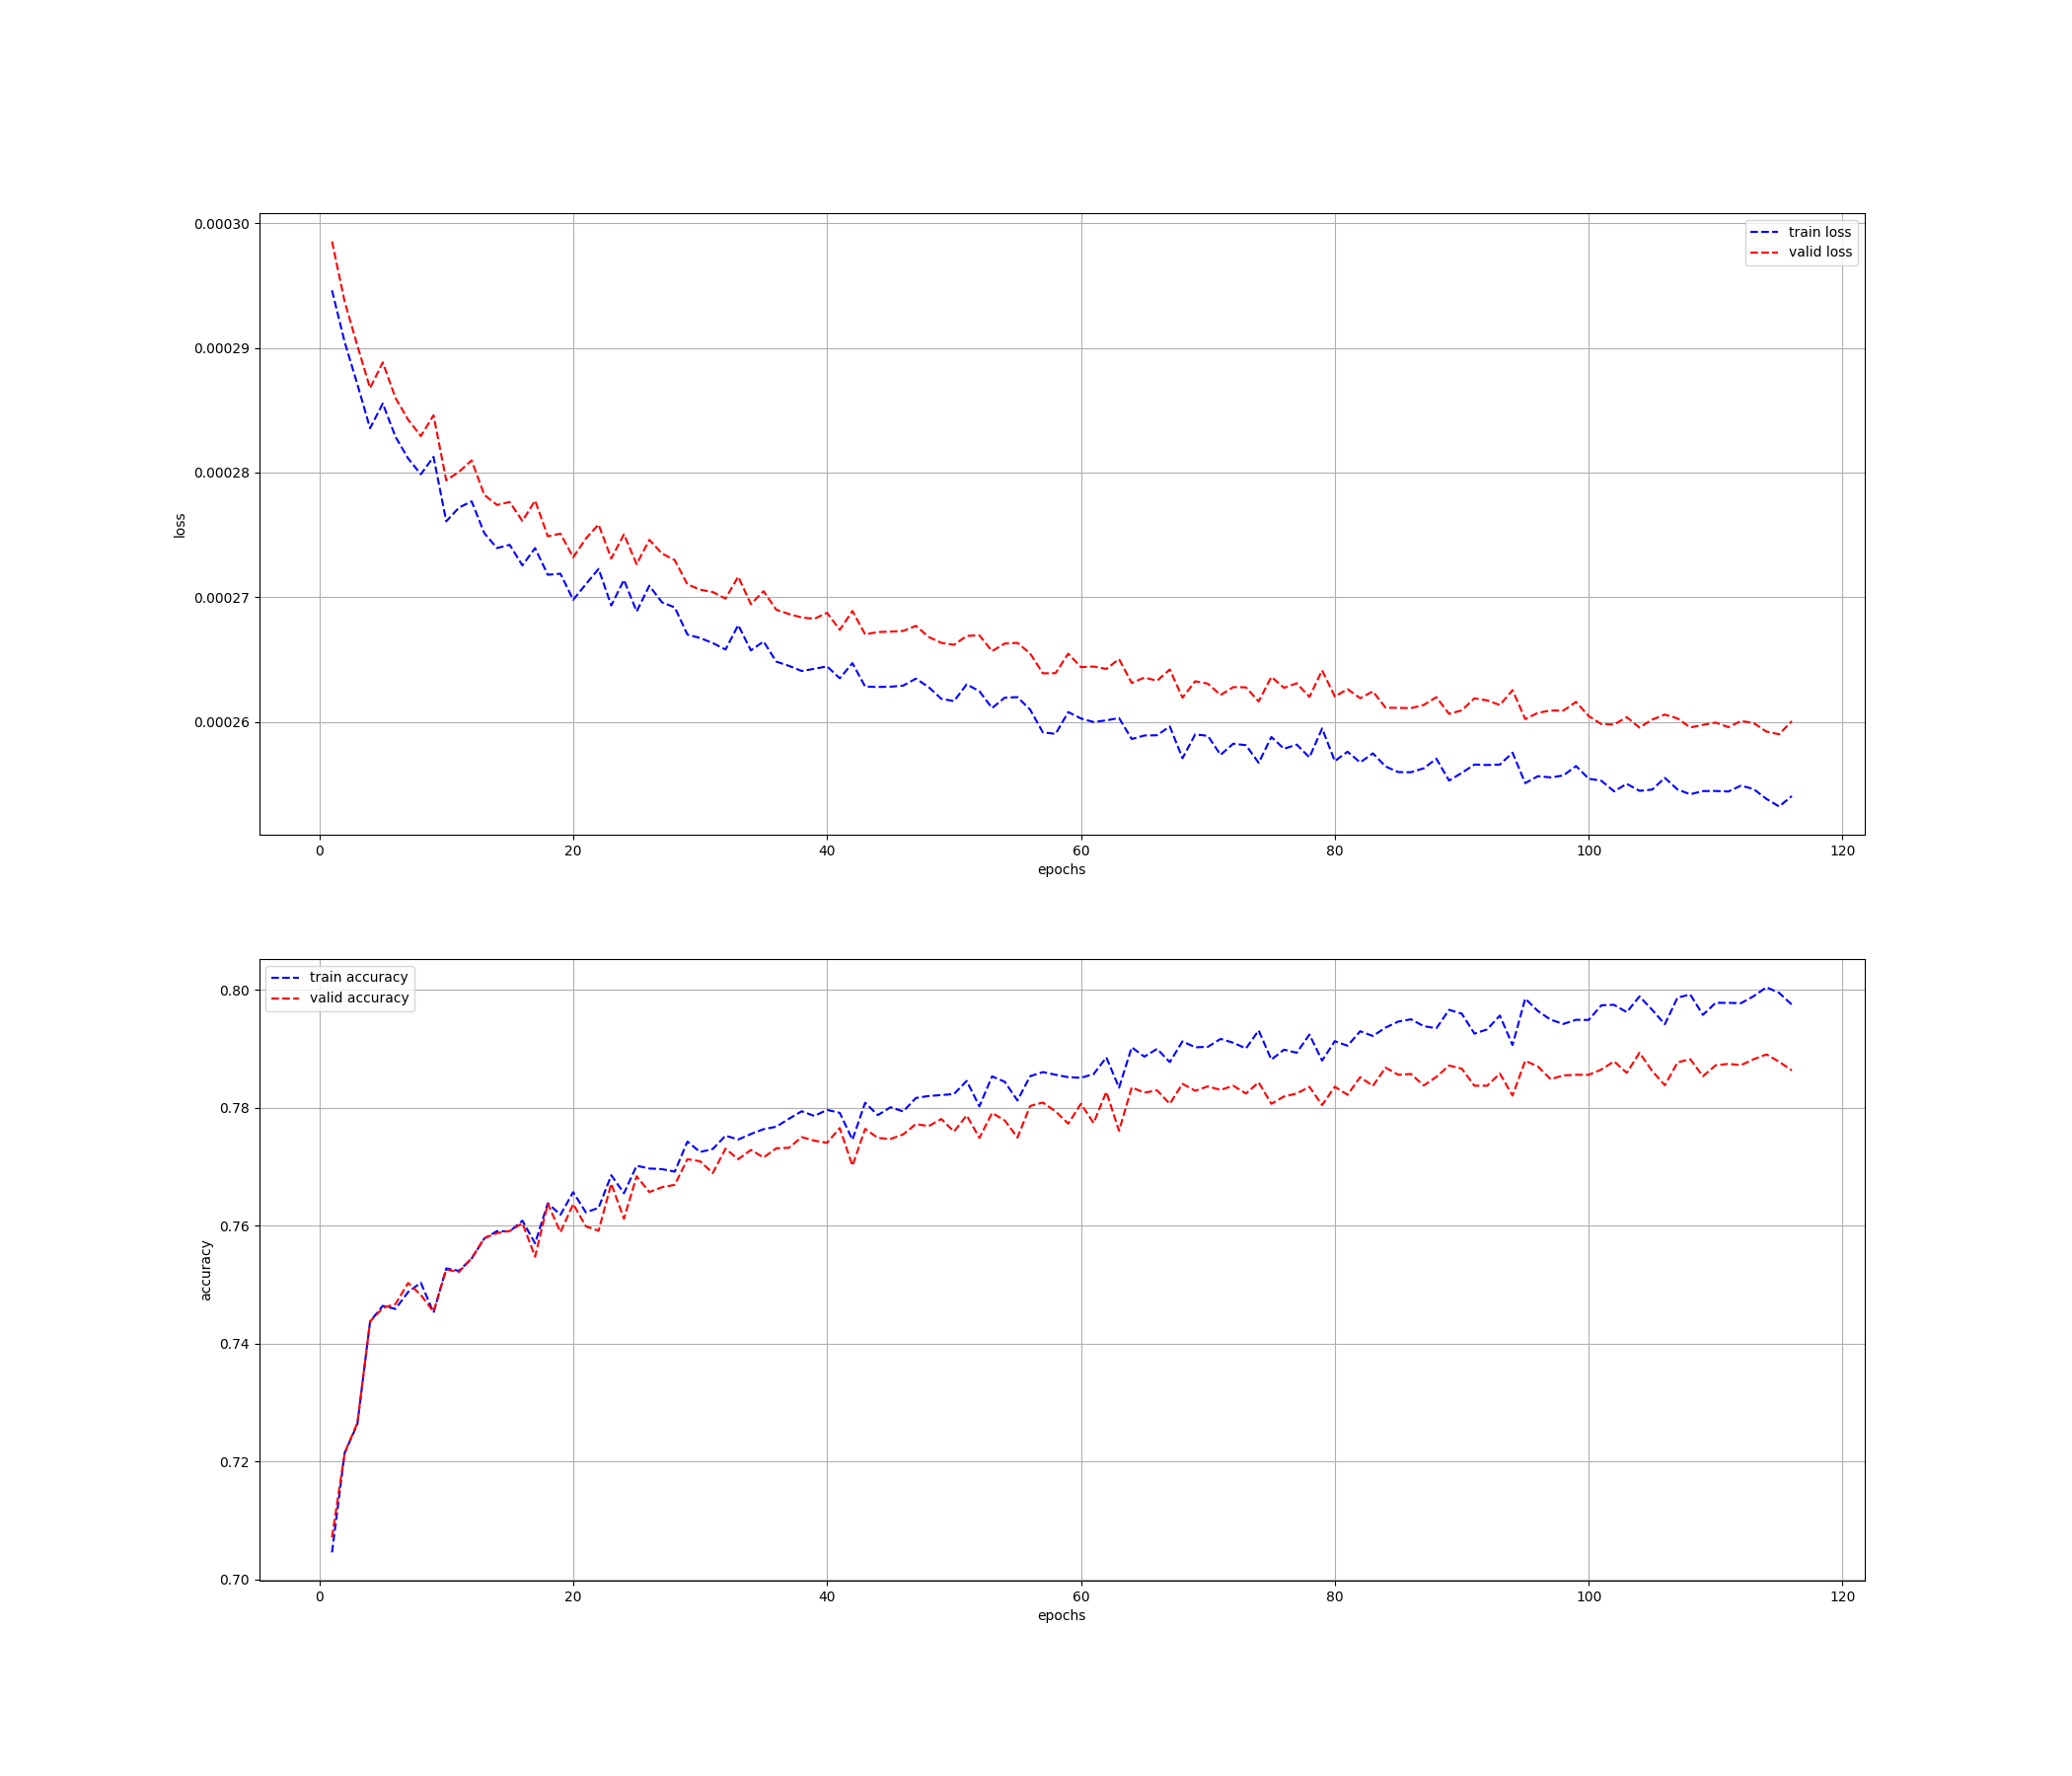 0.00030
train loss
valid loss
0.00029
0.00028
loss
0.00027
0.00026
0 20 40 60 80 100 120
epochs
train accuracy
0.80
valid accuracy
0.78
0.76
accuracy
0.74
0.72
0.70
0 20 40 60 80 100 120
epochs